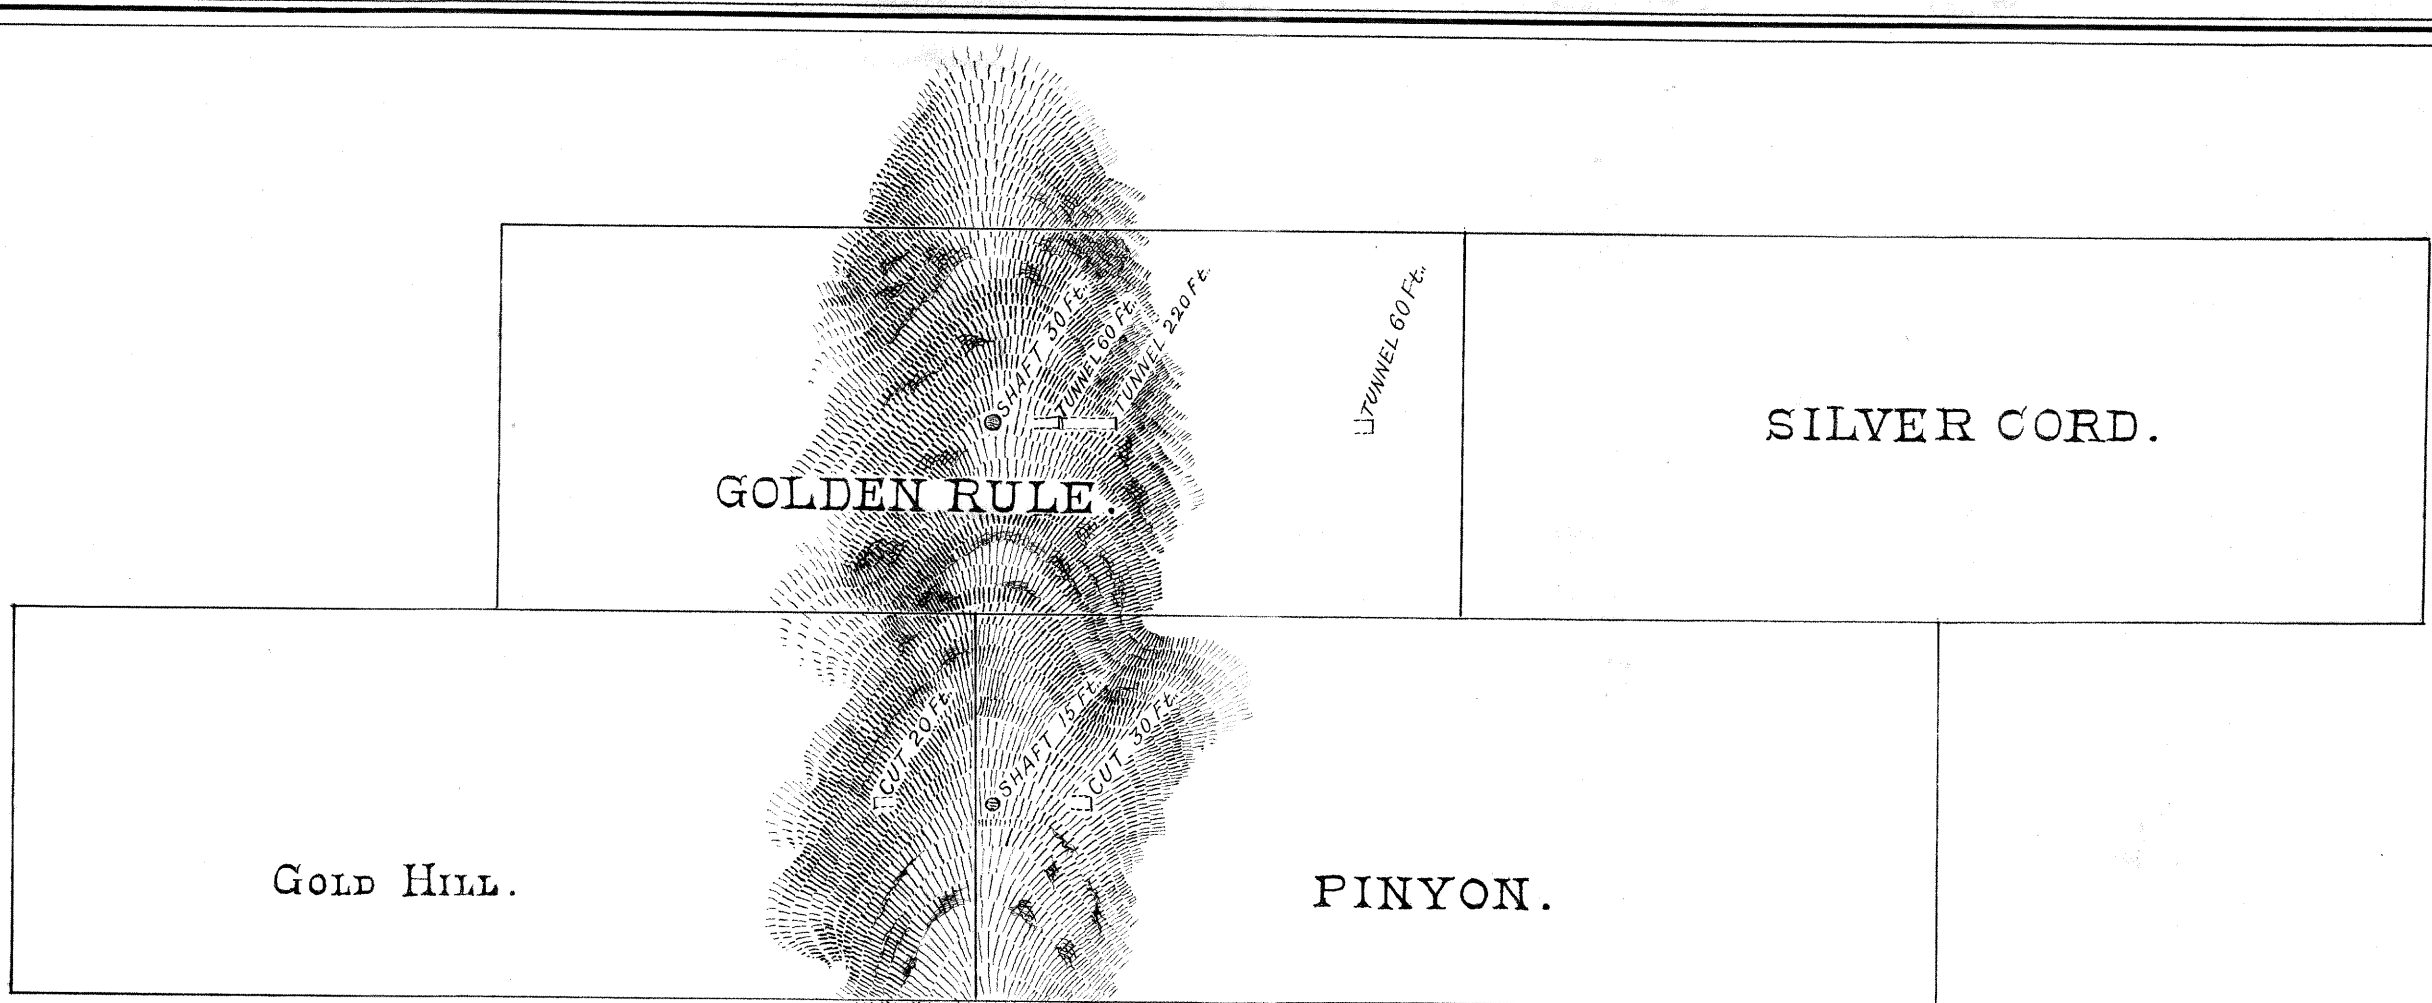 SHAFT 30 Ft.
TUNNEL 60 Ft.
TUNNEL 220 Ft.
TUNNEL 60 Ft.
SILVER CORD.
GOLDEN RULE.
CUT 20 Ft.
SHAFT 15 Ft.
CUT 30 Ft.
GOLD HILL.
PINYON.